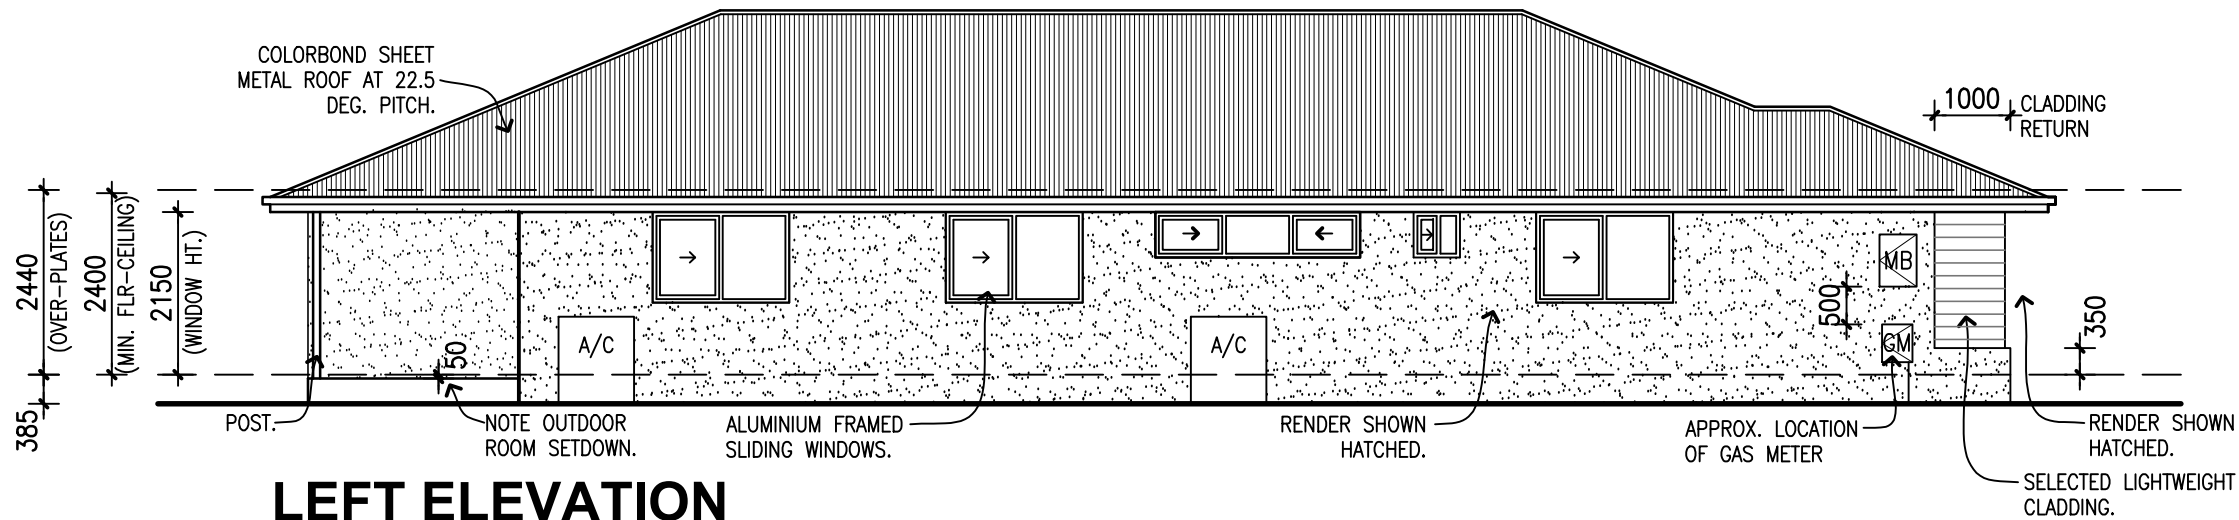 COLORBOND SHEET
METAL ROOF AT 22.5
DEG. PITCH.
1000
CLADDING
RETURN
2440
(OVER-PLATES)
2400
(MIN. FLR-CEILING)
2150
(WINDOW HT.)
385
50
A/C
A/C
MB
500
GM
350
POST.
NOTE OUTDOOR
ROOM SETDOWN.
ALUMINIUM FRAMED
SLIDING WINDOWS.
RENDER SHOWN
HATCHED.
APPROX. LOCATION
OF GAS METER
RENDER SHOWN
HATCHED.
SELECTED LIGHTWEIGHT
CLADDING.
LEFT ELEVATION